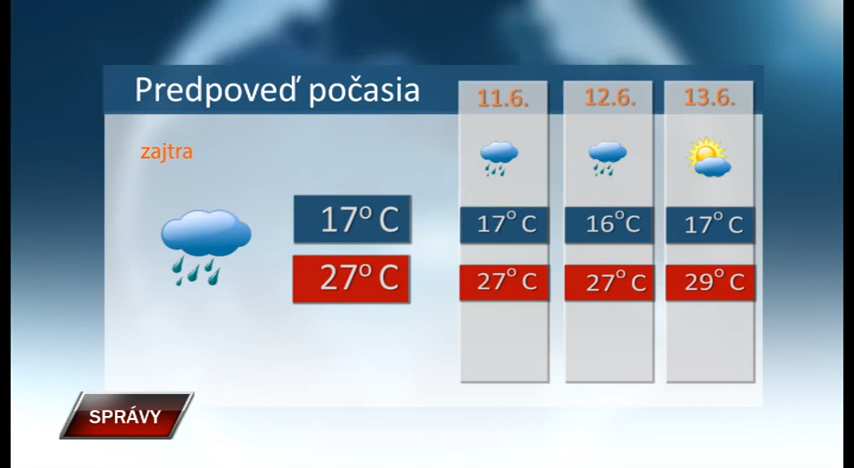 Predpoveď počasia
zajtra
17° C
27° C
11.6. 12.6. 13.6.
17° C 16°C 17° C
27° C 27° C 29° C
SPRÁVY